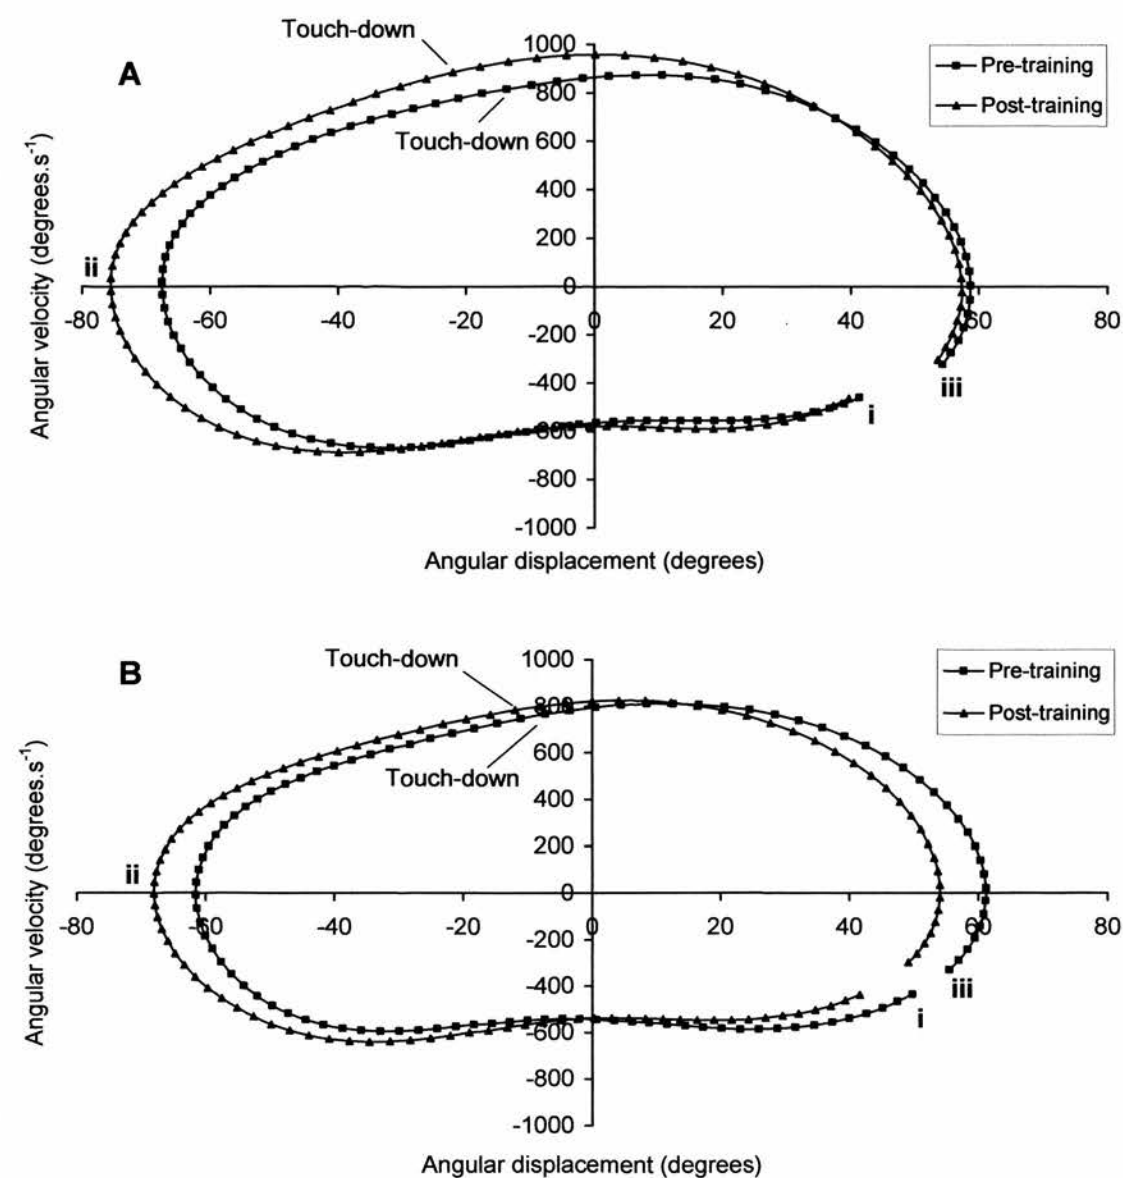 Touch-down
A
1000
800
600
400
200
0
-200
-400
-600
-800
-1000
Pre-training
Post-training
Touch-down
ii
iii
i
-80
-60
-40
-20
0
20
40
60
80
Angular velocity (degrees.s-1)
Angular displacement (degrees)
B
Touch-down
1000
800
600
400
200
0
-200
-400
-600
-800
-1000
Pre-training
Post-training
Touch-down
ii
iii
i
-80
-60
-40
-20
0
20
40
60
80
Angular velocity (degrees.s-1)
Angular displacement (degrees)